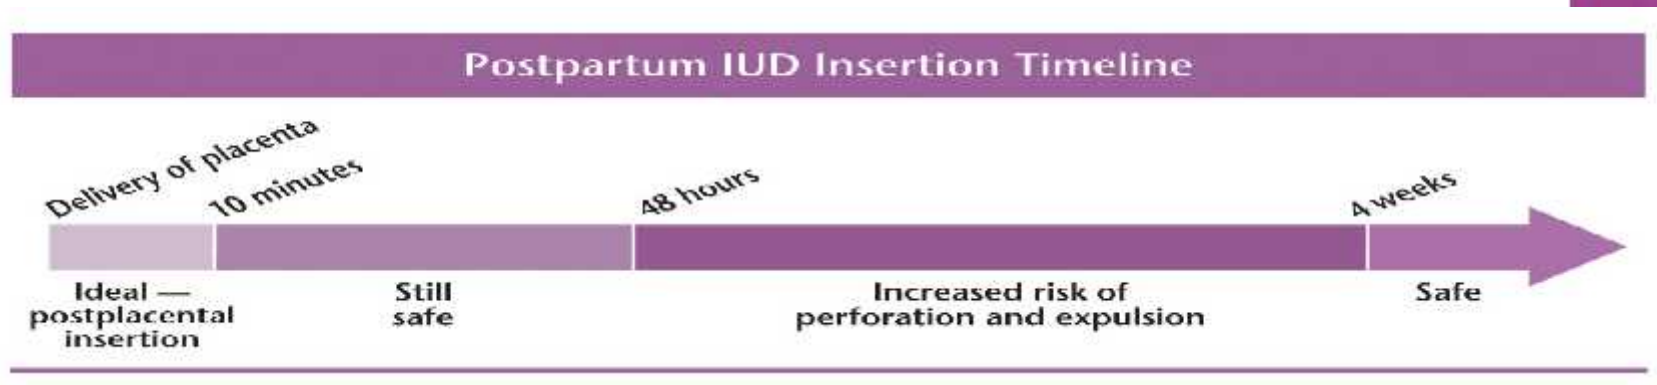 Postpartum IUD Insertion Timeline
Delivery of placenta
10 minutes
48 hours
4 weeks
Ideal —
postplacental
insertion
Still
safe
Increased risk of
perforation and expulsion
Safe